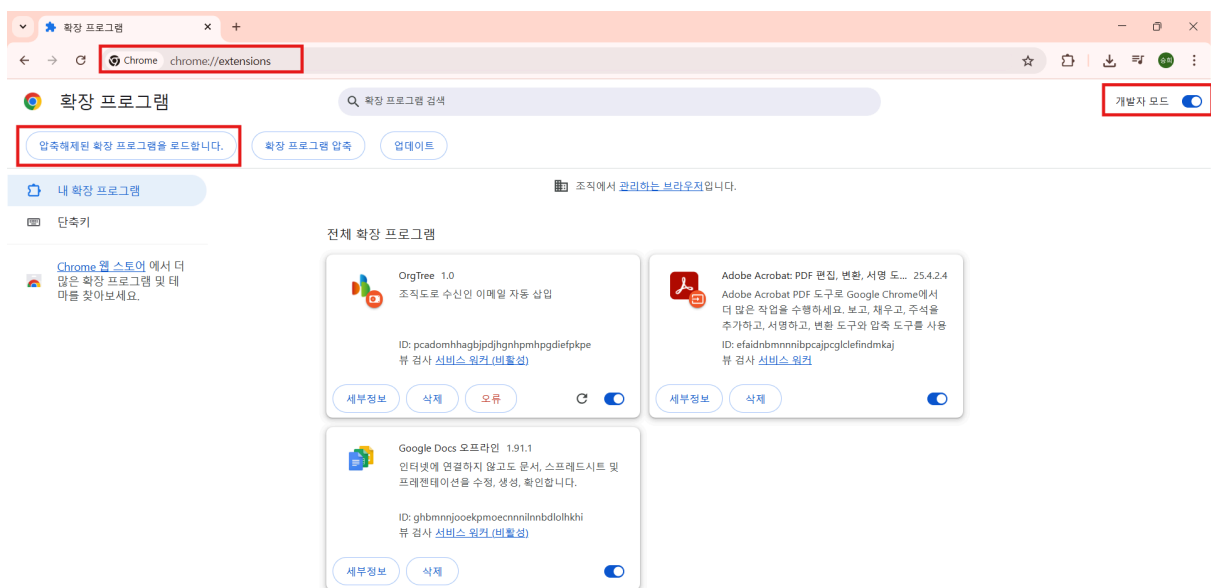 확장 프로그램
Chrome chrome://extensions
승희
확장 프로그램
확장 프로그램 검색
개발자 모드
압축해제된 확장 프로그램을 로드합니다.
확장 프로그램 압축
업데이트
내 확장 프로그램
단축키
Chrome 웹 스토어 에서 더
많은 확장 프로그램 및 테
마를 찾아보세요.
조직에서 관리하는 브라우저입니다.
전체 확장 프로그램
OrgTree 1.0
조직도로 수신인 이메일 자동 삽입
ID: pcadomhhagbjpdjhgnhpmhpgdiefpkpe
뷰 검사 서비스 워커 (비활성)
세부정보
삭제
오류
Adobe Acrobat: PDF 편집, 변환, 서명 도... 25.4.2.4
Adobe Acrobat PDF 도구로 Google Chrome에서
더 많은 작업을 수행하세요. 보고, 채우고, 주석을
추가하고, 서명하고, 변환 도구와 압축 도구를 사용
ID: efaidnbmnnnibpcajpcglclefindmkaj
뷰 검사 서비스 워커
세부정보
삭제
Google Docs 오프라인 1.91.1
인터넷에 연결하지 않고도 문서, 스프레드시트 및
프레젠테이션을 수정, 생성, 확인합니다.
ID: ghbmnnjooekpmoecnnnilnnbdlolhkhi
뷰 검사 서비스 워커 (비활성)
세부정보
삭제